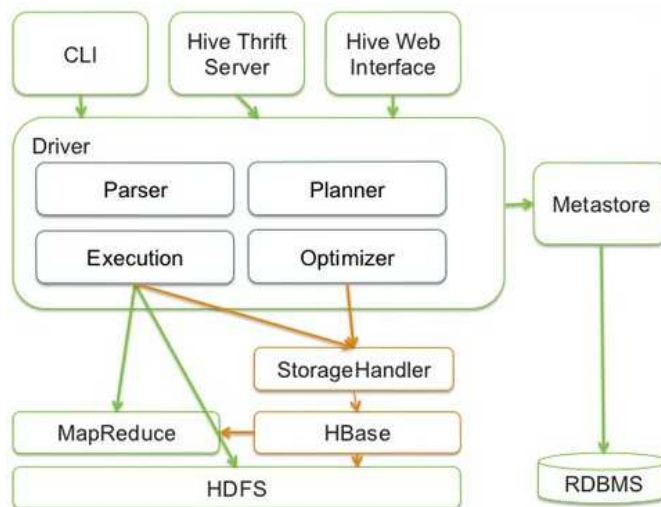 CLI
Hive Thrift
Server
Hive Web
Interface
Driver
Parser
Planner
Metastore
Execution
Optimizer
StorageHandler
MapReduce
HBase
HDFS
RDBMS